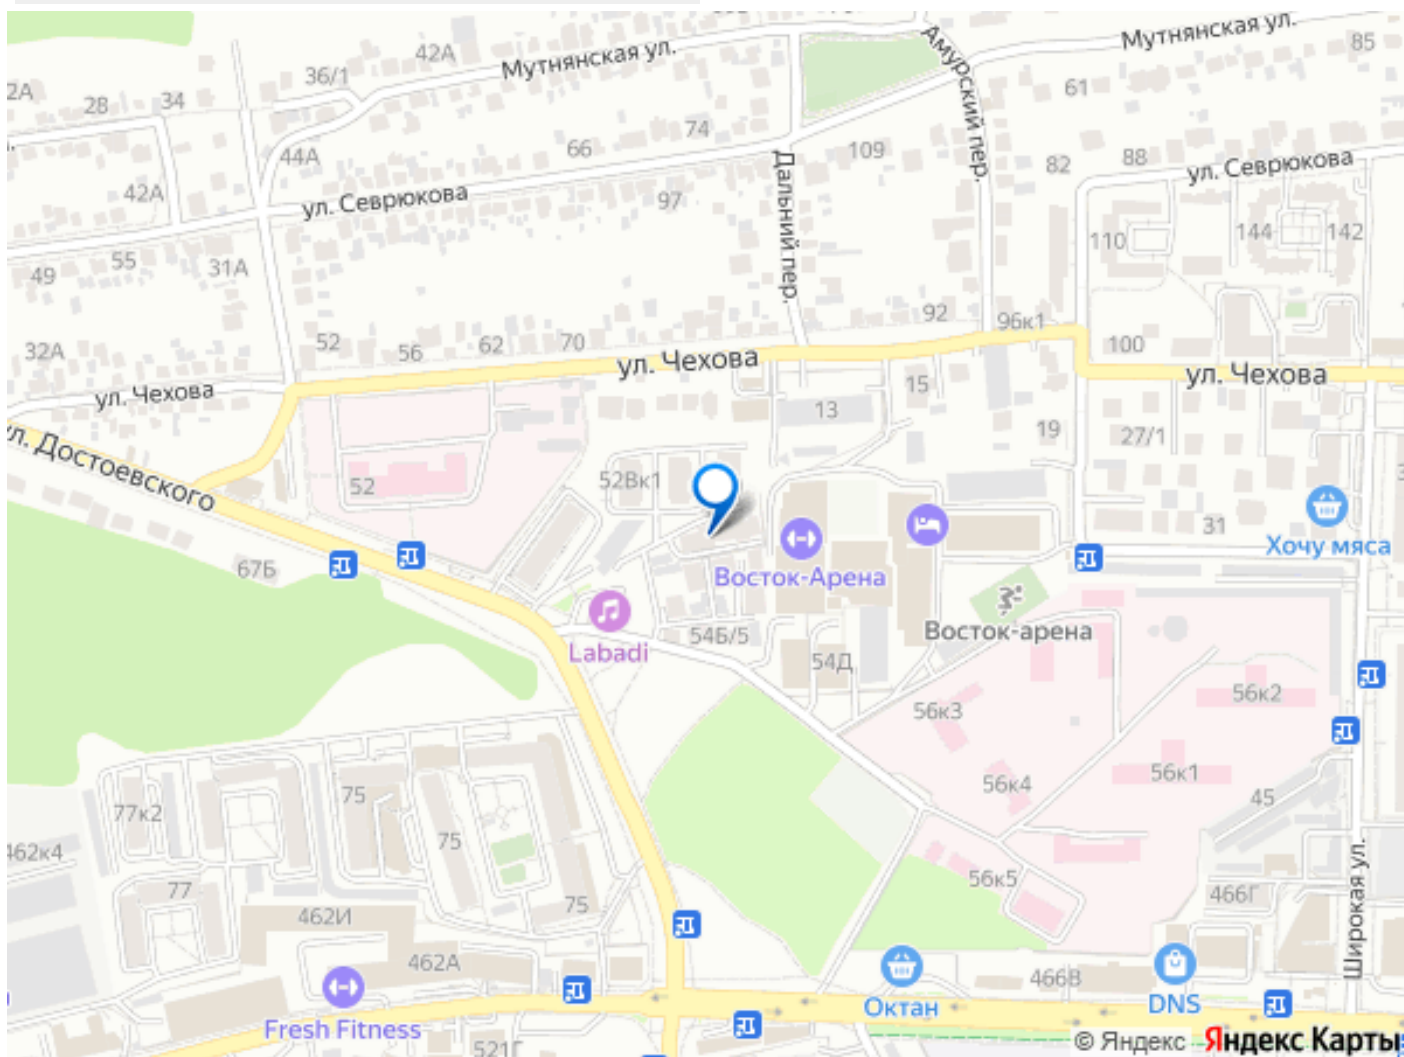 42А
Мутнянская ул.
Мутнянская ул.
85
36/1
2А
28
34
Амурский пер.
61
74
66
109
44А
82
88
ул. Севрюкова
42А
ул. Севрюкова
97
Дальний пер.
110
144
142
55
49
31А
92
96к1
52
56
62
70
32А
100
ул. Чехова
ул. Чехова
ул. Чехова
15
13
19
27/1
ул. Достоевского
52
52Вк1
31
Хочу мяса
67Б
Восток-Арена
Labadi
54Б/5
54Д
Восток-арена
56к3
56к2
56к4
56к1
45
77к2
75
75
462к4
77
75
56к5
466Г
Широкая ул.
462И
462А
466В
Октан
DNS
Fresh Fitness
521Г
© Яндекс Яндекс Карты